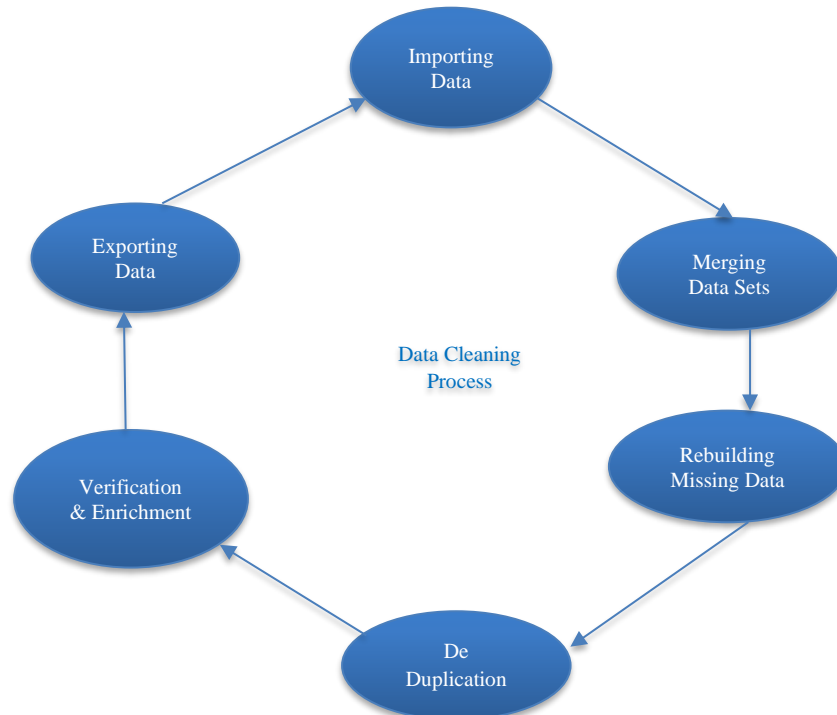 Importing
Data
Merging
Data Sets
Rebuilding
Missing Data
De
Duplication
Verification
& Enrichment
Exporting
Data
Data Cleaning
Process